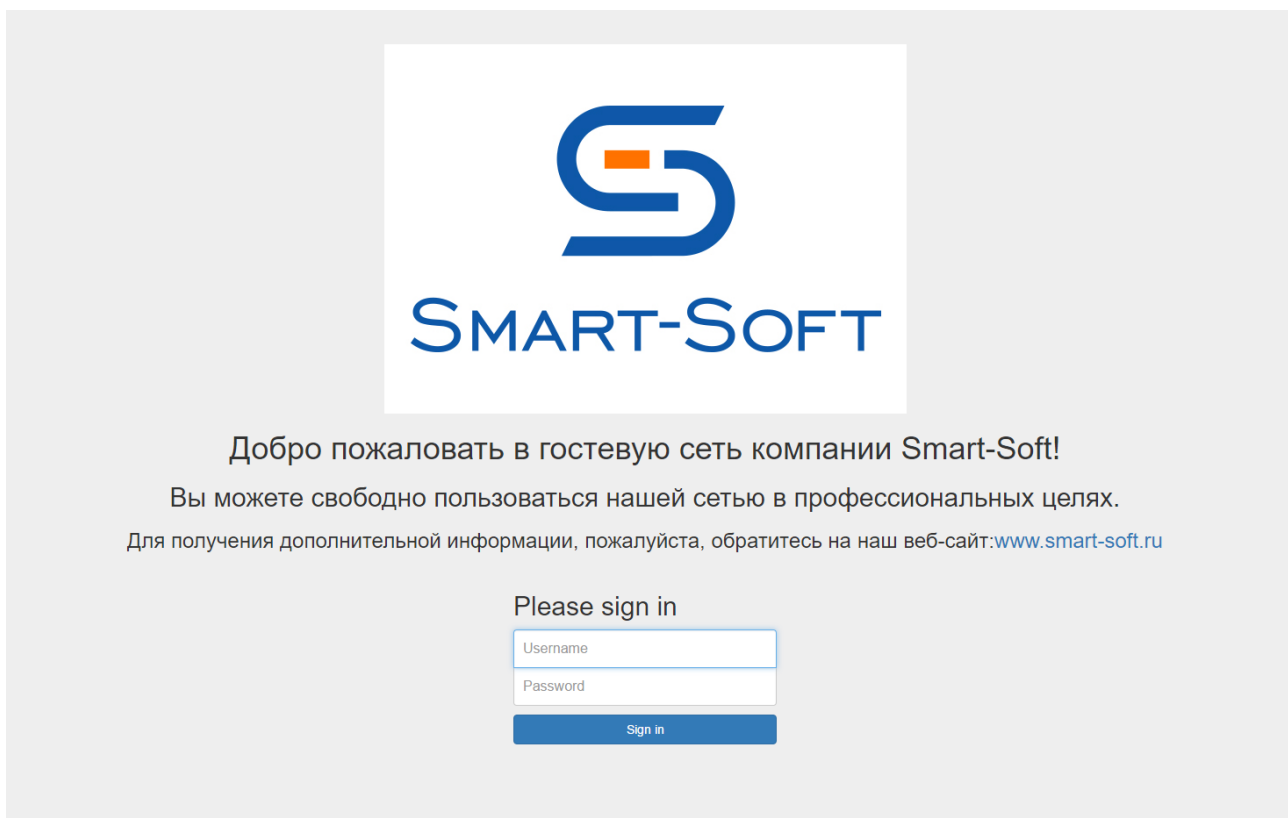 SMART-SOFT
Добро пожаловать в гостевую сеть компании Smart-Soft!
Вы можете свободно пользоваться нашей сетью в профессиональных целях.
Для получения дополнительной информации, пожалуйста, обратитесь на наш веб-сайт:www.smart-soft.ru
Please sign in
Username
Password
Sign in